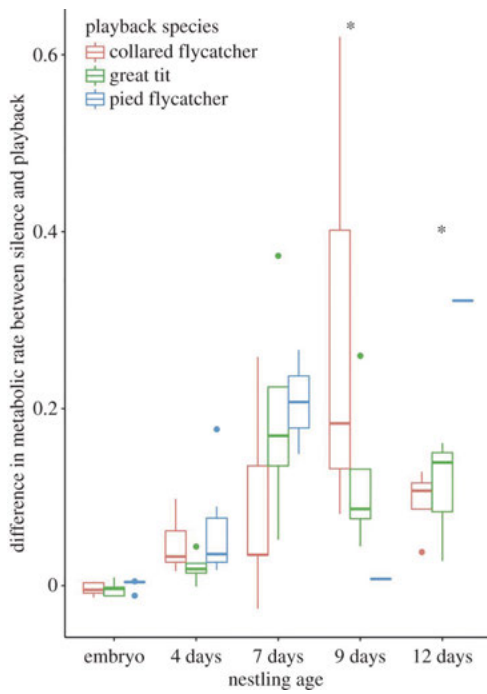 playback species
collared flycatcher
great tit
pied flycatcher
*
*
difference in metabolic rate between silence and playback
0.6
0.4
0.2
0
embryo 4 days 7 days 9 days 12 days
nestling age